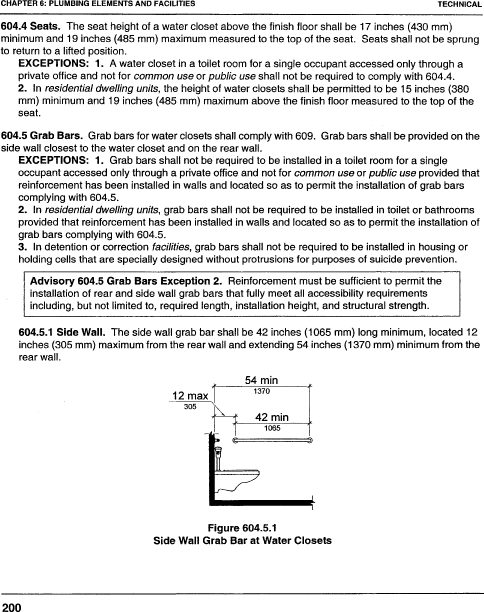 CHAPTER 6: PLUMBING ELEMENTS AND FACILITIES TECHNICAL
604.4 Seats. The seat height of a water closet above the finish floor shall be 17 inches (430 mm)
minimum and 19 inches (485 mm) maximum measured to the top of the seat. Seats shall not be sprung
to return to a lifted position.
EXCEPTIONS: 1. A water closet in a toilet room for a single occupant accessed only through a
private office and not for common use or public use shall not be required to comply with 604.4.
2. In residential dwelling units, the height of water closets shall be permitted to be 15 inches (380
mm) minimum and 19 inches (485 mm) maximum above the finish floor measured to the top of the
seat.
604.5 Grab Bars. Grab bars for water closets shall comply with 609. Grab bars shall be provided on the
side wall closest to the water closet and on the rear wall.
EXCEPTIONS: 1. Grab bars shall not be required to be installed in a toilet room for a single
occupant accessed only through a private office and not for common use or public use provided that
reinforcement has been installed in walls and located so as to permit the installation of grab bars
complying with 604.5.
2. In residential dwelling units, grab bars shall not be required to be installed in toilet or bathrooms
provided that reinforcement has been installed in walls and located so as to permit the installation of
grab bars complying with 604.5.
3. In detention or correction facilities, grab bars shall not be required to be installed in housing or
holding cells that are specially designed without protrusions for purposes of suicide prevention.
Advisory 604.5 Grab Bars Exception 2. Reinforcement must be sufficient to permit the
installation of rear and side wall grab bars that fully meet all accessibility requirements
including, but not limited to, required length, installation height, and structural strength.
604.5.1 Side Wall. The side wall grab bar shall be 42 inches (1065 mm) long minimum, located 12
inches (305 mm) maximum from the rear wall and extending 54 inches (1370 mm) minimum from the
rear wall.
54 min
1370
12 max
305
42 min
1065
Figure 604.5.1
Side Wall Grab Bar at Water Closets
200